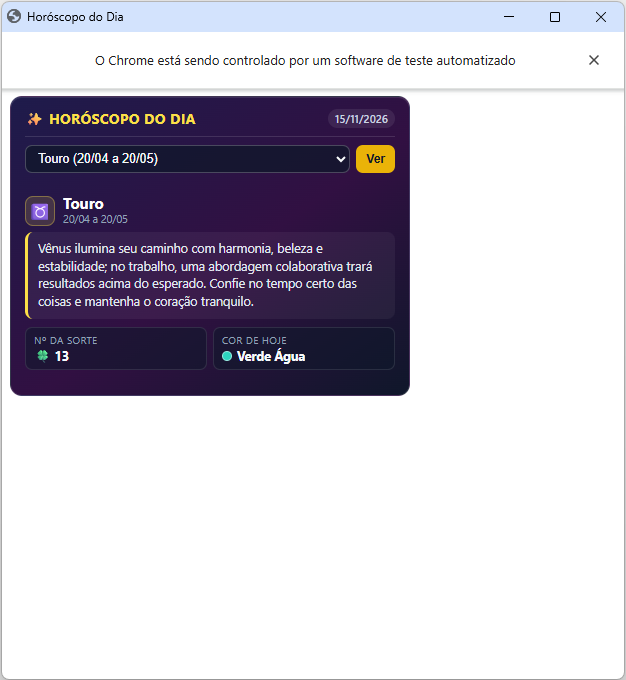 Horóscopo do Dia
O Chrome está sendo controlado por um software de teste automatizado
✨ HORÓSCOPO DO DIA
15/11/2026
Touro (20/04 a 20/05)
Ver
♉ Touro
20/04 a 20/05
Vênus ilumina seu caminho com harmonia, beleza e
estabilidade; no trabalho, uma abordagem colaborativa trará
resultados acima do esperado. Confie no tempo certo das
coisas e mantenha o coração tranquilo.
Nº DA SORTE
🍀 13
COR DE HOJE
Verde Água